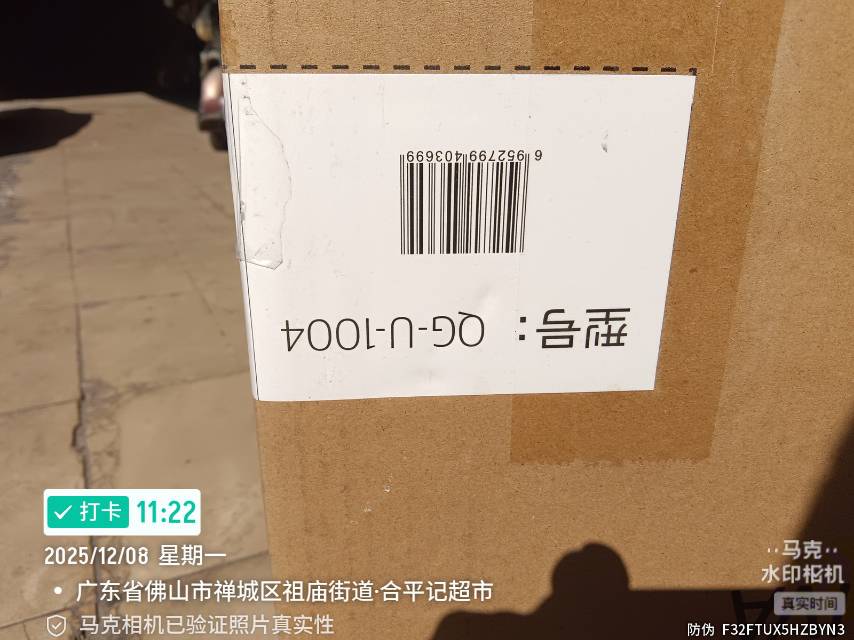 型号：QG-U-1004
6 952799 403699
打卡 11:22
2025/12/08 星期一
广东省佛山市禅城区祖庙街道·合平记超市
马克相机已验证照片真实性
马克
水印相机
真实时间
防伪 F32FTUX5HZBYN3